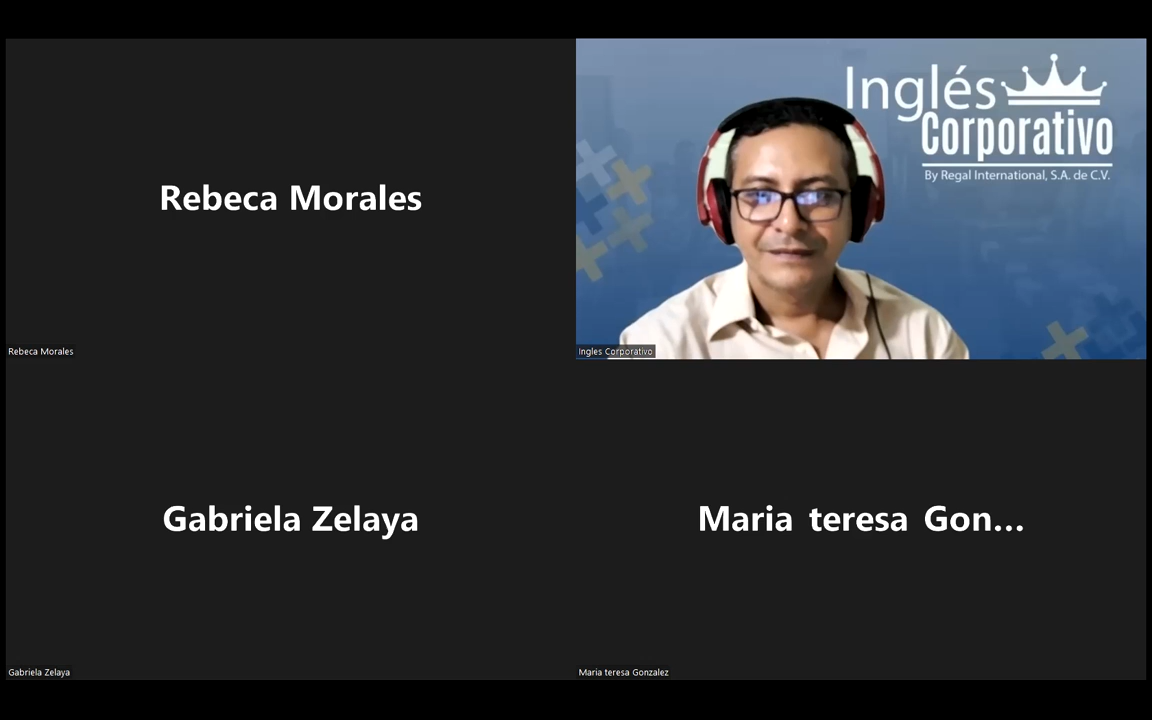 Rebeca Morales
Rebeca Morales
Inglés
Corporativo
By Regal International, S.A. de C.V.
Ingles Corporativo
Gabriela Zelaya
Gabriela Zelaya
Maria teresa Gon...
Maria teresa Gonzalez